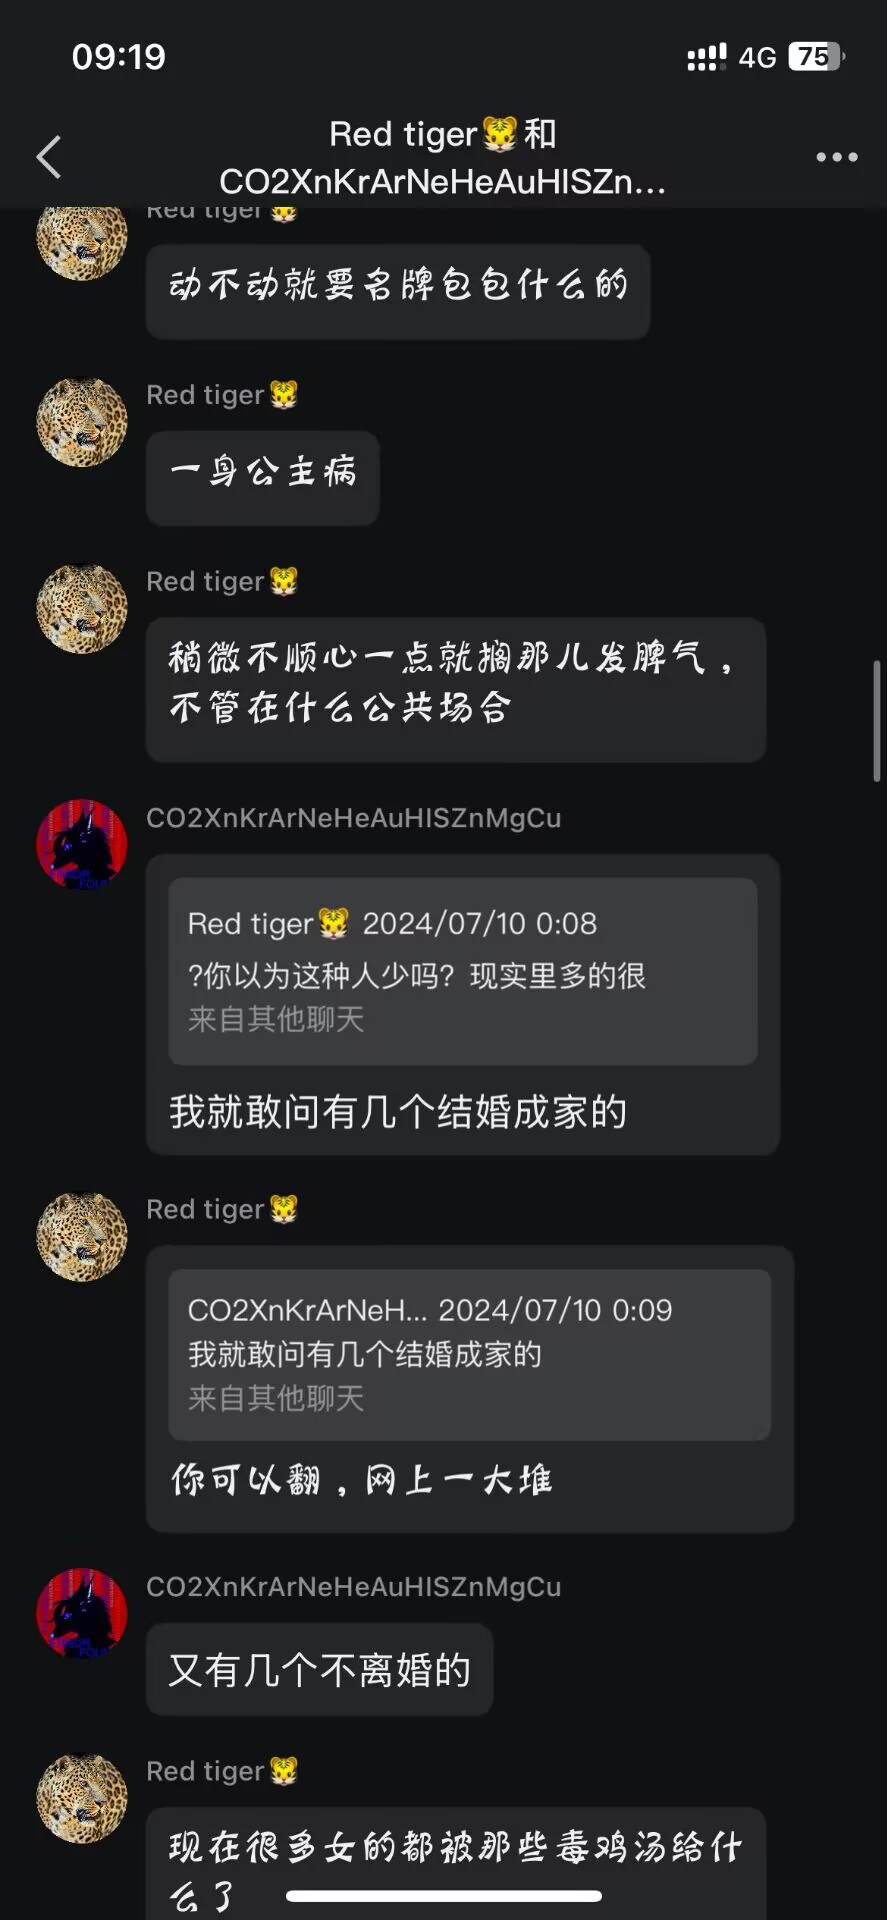 09:19
4G
75
Red tiger🐯和
CO2XnKrArNeHeAuHISZn...
Red tiger🐯
动不动就要名牌包包什么的
Red tiger🐯
一身公主病
Red tiger🐯
稍微不顺心一点就搁那儿发脾气，
不管在什么公共场合
CO2XnKrArNeHeAuHISZnMgCu
Red tiger🐯 2024/07/10 0:08
?你以为这种人少吗？现实里多的很
来自其他聊天
我就敢问有几个结婚成家的
Red tiger🐯
CO2XnKrArNeH... 2024/07/10 0:09
我就敢问有几个结婚成家的
来自其他聊天
你可以翻，网上一大堆
CO2XnKrArNeHeAuHISZnMgCu
又有几个不离婚的
Red tiger🐯
现在很多女的都被那些毒鸡汤给什
么了